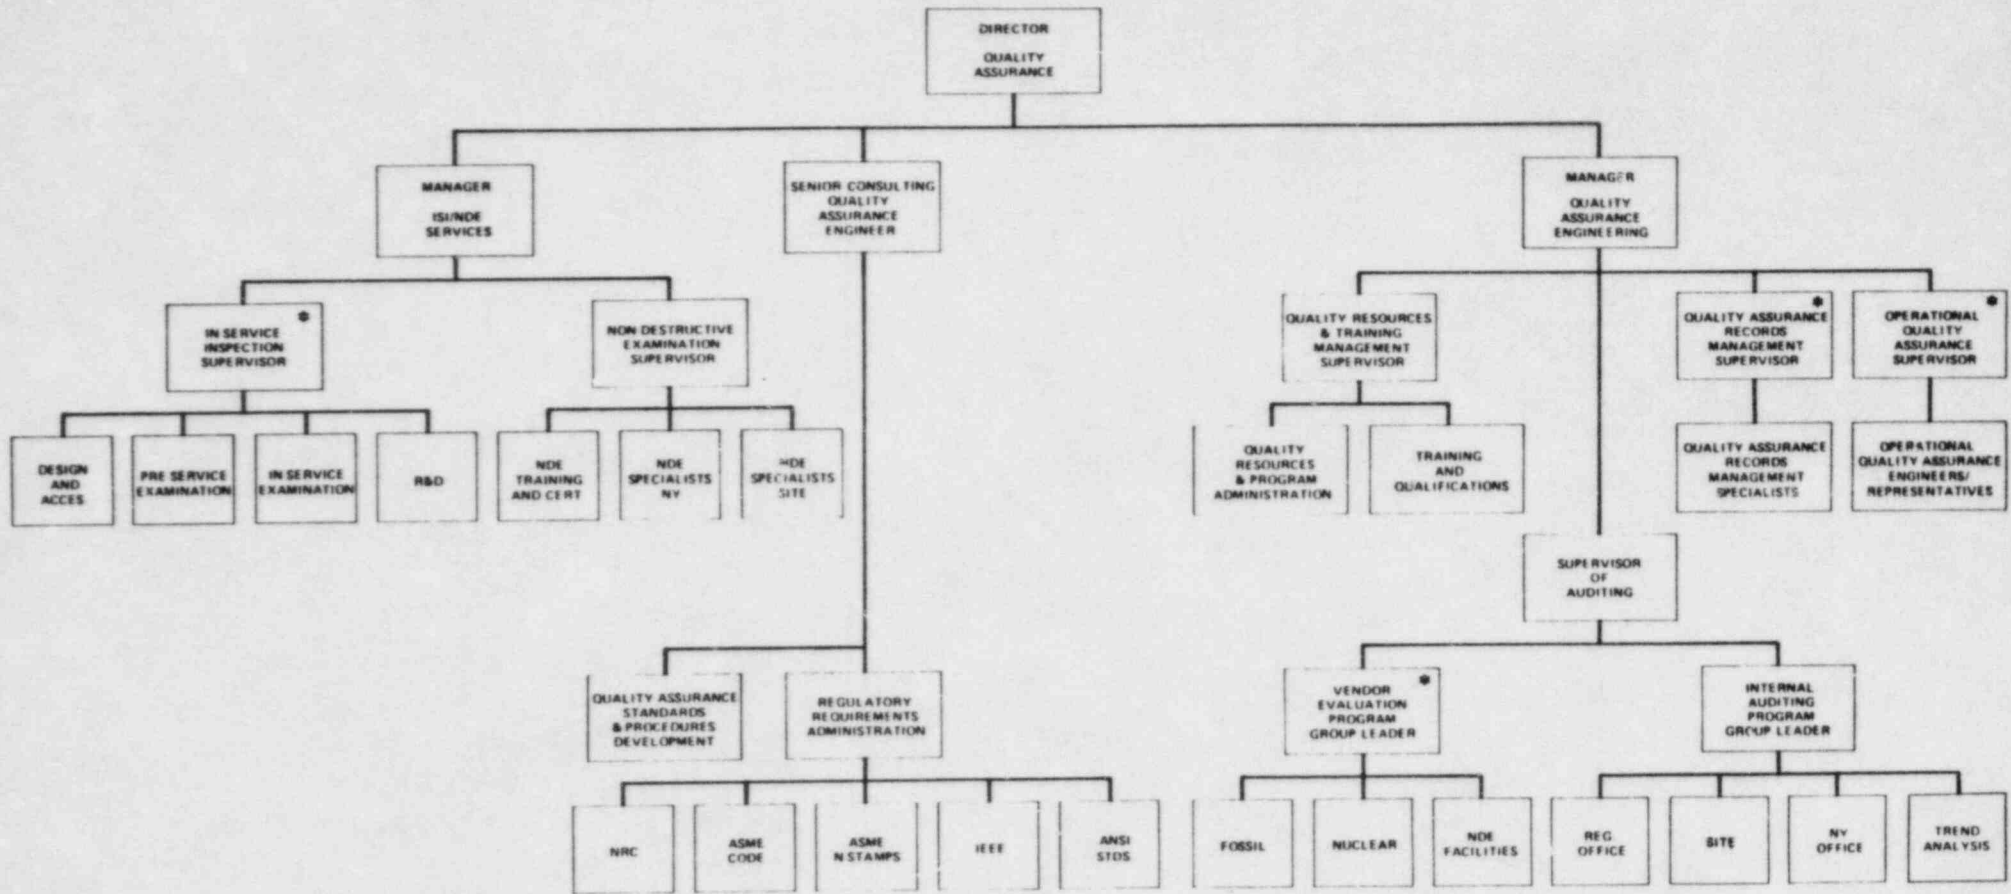 DIRECTOR
QUALITY
ASSURANCE
MANAGER
ISI/NDE
SERVICES
SENIOR CONSULTING
QUALITY
ASSURANCE
ENGINEER
MANAGER
QUALITY
ASSURANCE
ENGINEERING
IN SERVICE
INSPECTION
SUPERVISOR
*
NON DESTRUCTIVE
EXAMINATION
SUPERVISOR
QUALITY RESOURCES
& TRAINING
MANAGEMENT
SUPERVISOR
*
QUALITY ASSURANCE
RECORDS
MANAGEMENT
SUPERVISOR
*
OPERATIONAL
QUALITY
ASSURANCE
SUPERVISOR
DESIGN
AND
ACCES
PRE SERVICE
EXAMINATION
IN SERVICE
EXAMINATION
R&D
NDE
TRAINING
AND CERT
NDE
SPECIALISTS
NY
NDE
SPECIALISTS
SITE
QUALITY
RESOURCES
& PROGRAM
ADMINISTRATION
TRAINING
AND
QUALIFICATIONS
QUALITY ASSURANCE
RECORDS
MANAGEMENT
SPECIALISTS
OPERATIONAL
QUALITY ASSURANCE
ENGINEERS/
REPRESENTATIVES
SUPERVISOR
OF
AUDITING
QUALITY ASSURANCE
STANDARDS
& PROCEDURES
DEVELOPMENT
REGULATORY
REQUIREMENTS
ADMINISTRATION
*
VENDOR
EVALUATION
PROGRAM
GROUP LEADER
INTERNAL
AUDITING
PROGRAM
GROUP LEADER
NRC
ASME
CODE
ASME
N STAMPS
IEEE
ANSI
STDS
FOSSIL
NUCLEAR
NDE
FACILITIES
REG.
OFFICE
SITE
NY
OFFICE
TREND
ANALYSIS